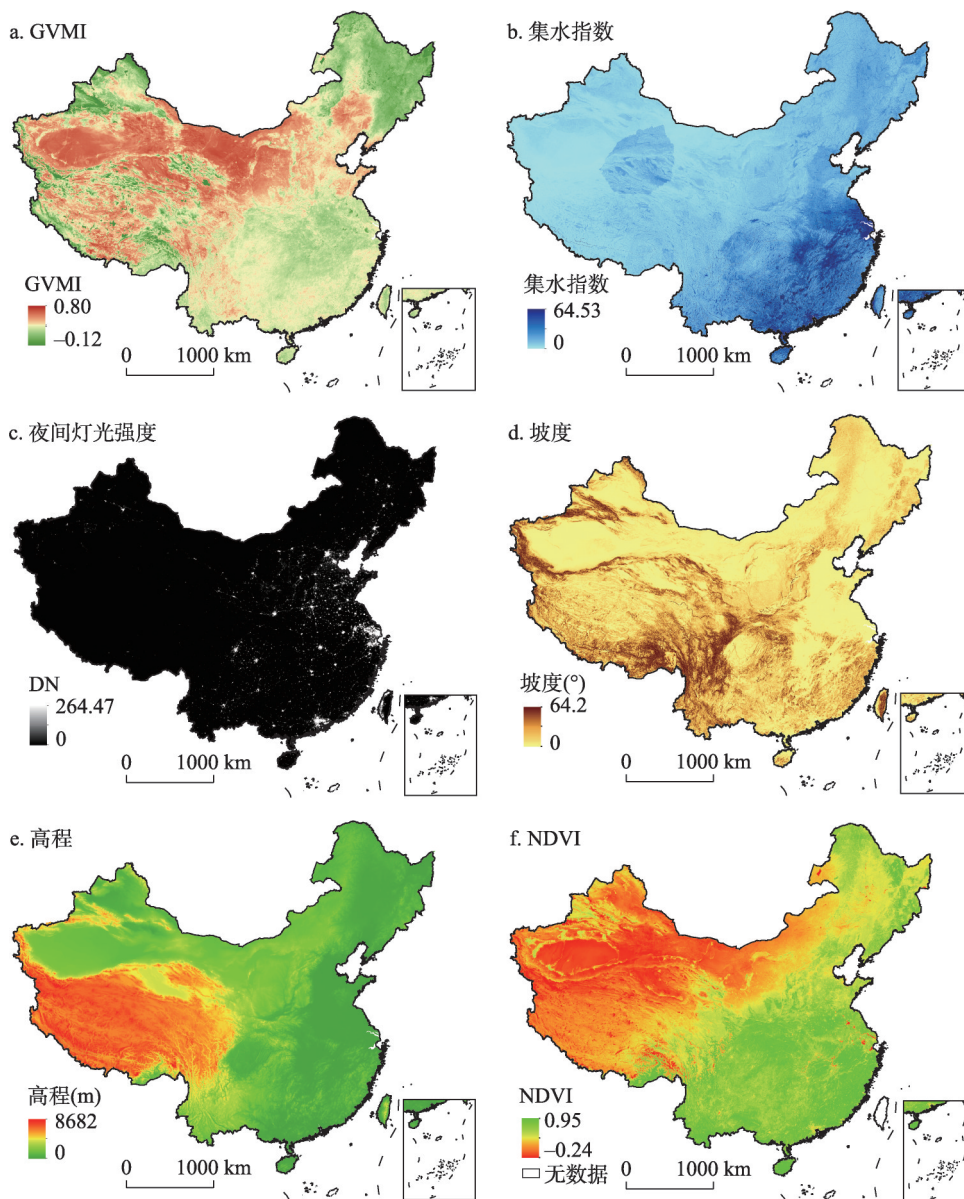 a. GVMI
GVMI
0.80
–0.12
0
1000 km
b. 集水指数
集水指数
64.53
0
0
1000 km
c. 夜间灯光强度
DN
264.47
0
0
1000 km
d. 坡度
坡度(°)
64.2
0
0
1000 km
e. 高程
高程(m)
8682
0
0
1000 km
f. NDVI
NDVI
0.95
–0.24
无数据
0
1000 km